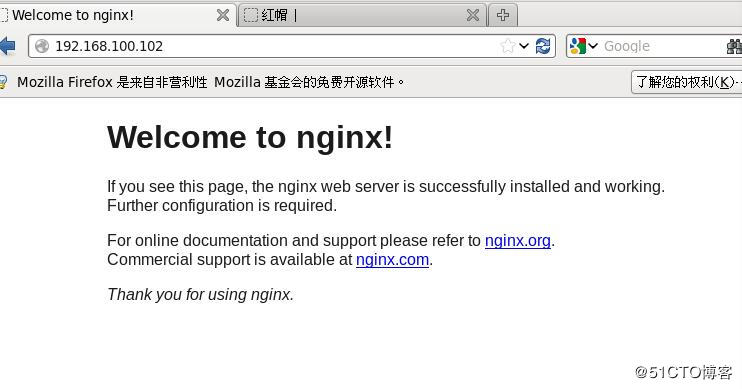 Welcome to nginx!
红帽 |
192.168.100.102
Google
Mozilla Firefox 是来自非营利性 Mozilla 基金会的免费开源软件。
了解您的权利(K)…
Welcome to nginx!
If you see this page, the nginx web server is successfully installed and working.
Further configuration is required.
For online documentation and support please refer to nginx.org.
Commercial support is available at nginx.com.
Thank you for using nginx.
@51CTO博客